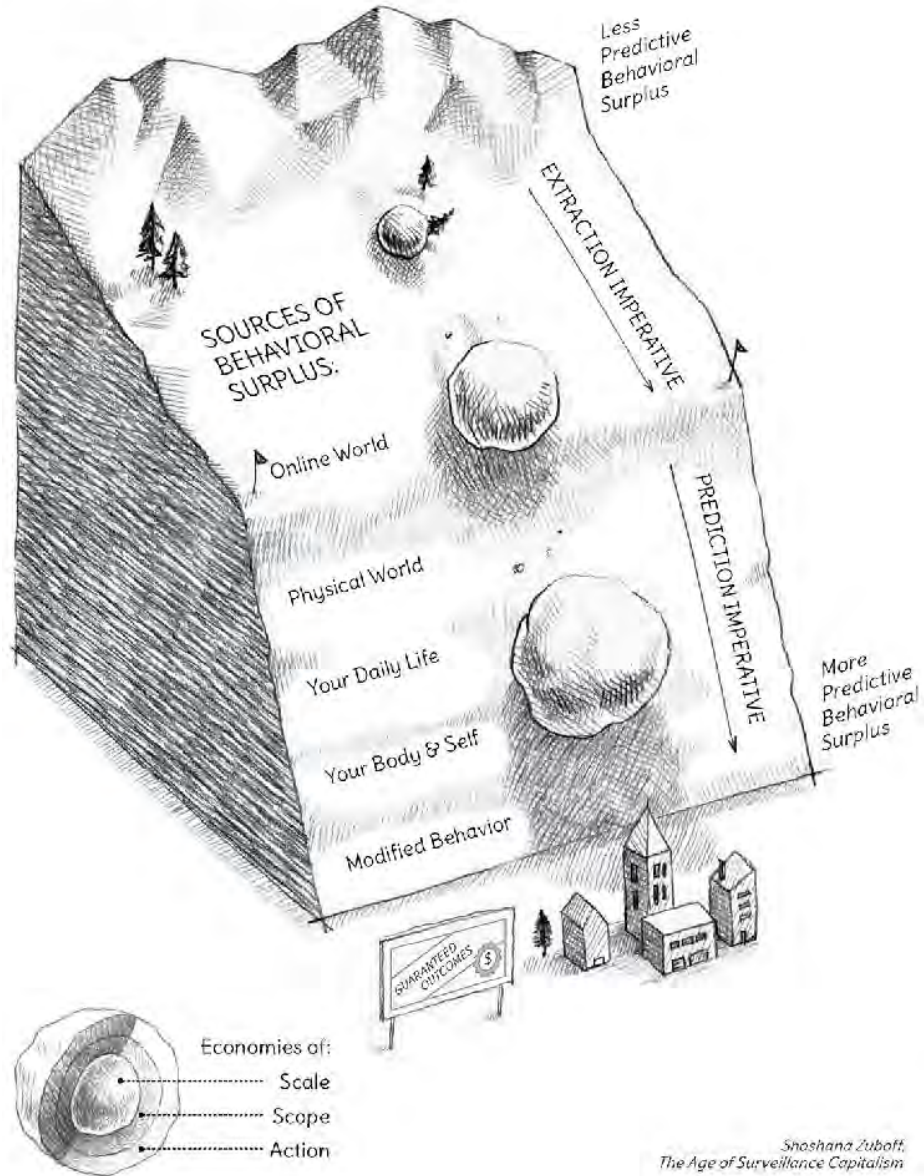 Less
Predictive
Behavioral
Surplus
EXTRACTION IMPERATIVE
SOURCES OF
BEHAVIORAL
SURPLUS:
Online World
PREDICTION IMPERATIVE
Physical World
Your Daily Life
Your Body & Self
Modified Behavior
More
Predictive
Behavioral
Surplus
GUARANTEED
OUTCOMES
$
Economies of:
Scale
Scope
Action
Shoshana Zuboff,
The Age of Surveillance Capitalism